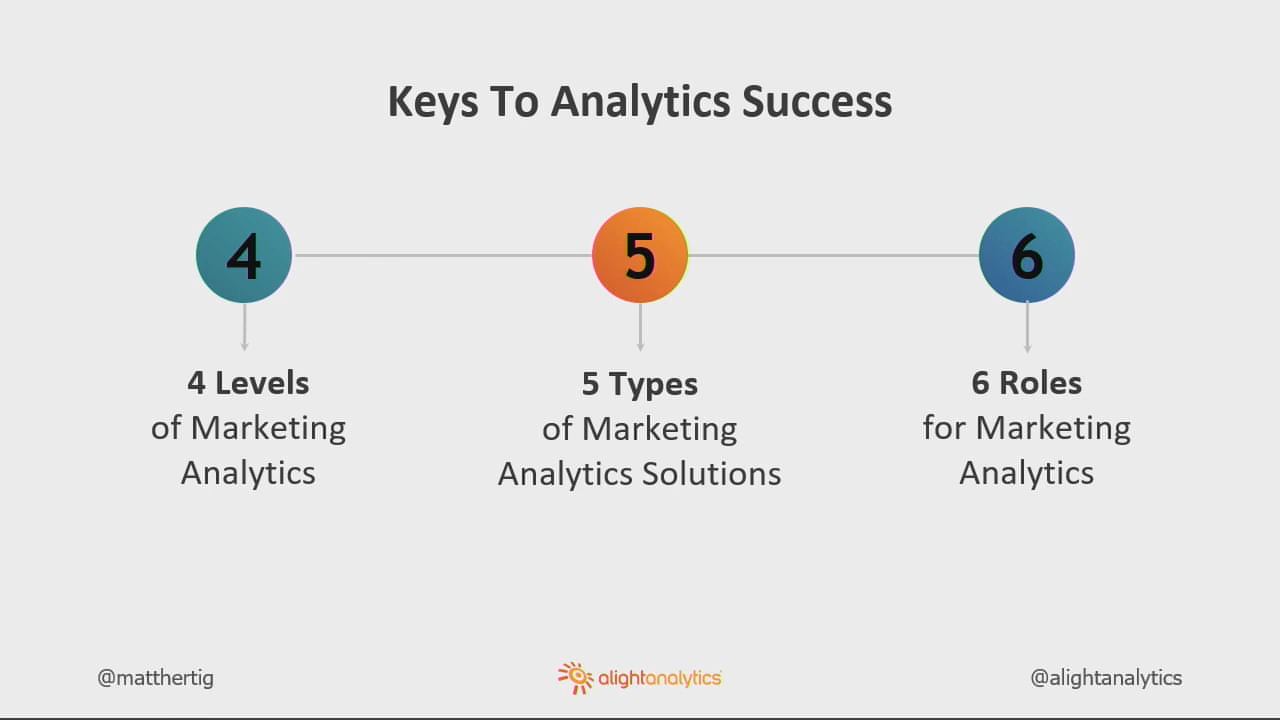 Keys To Analytics Success
4
5
6
4 Levels
of Marketing
Analytics
5 Types
of Marketing
Analytics Solutions
6 Roles
for Marketing
Analytics
@matthertig
alightanalytics
@alightanalytics